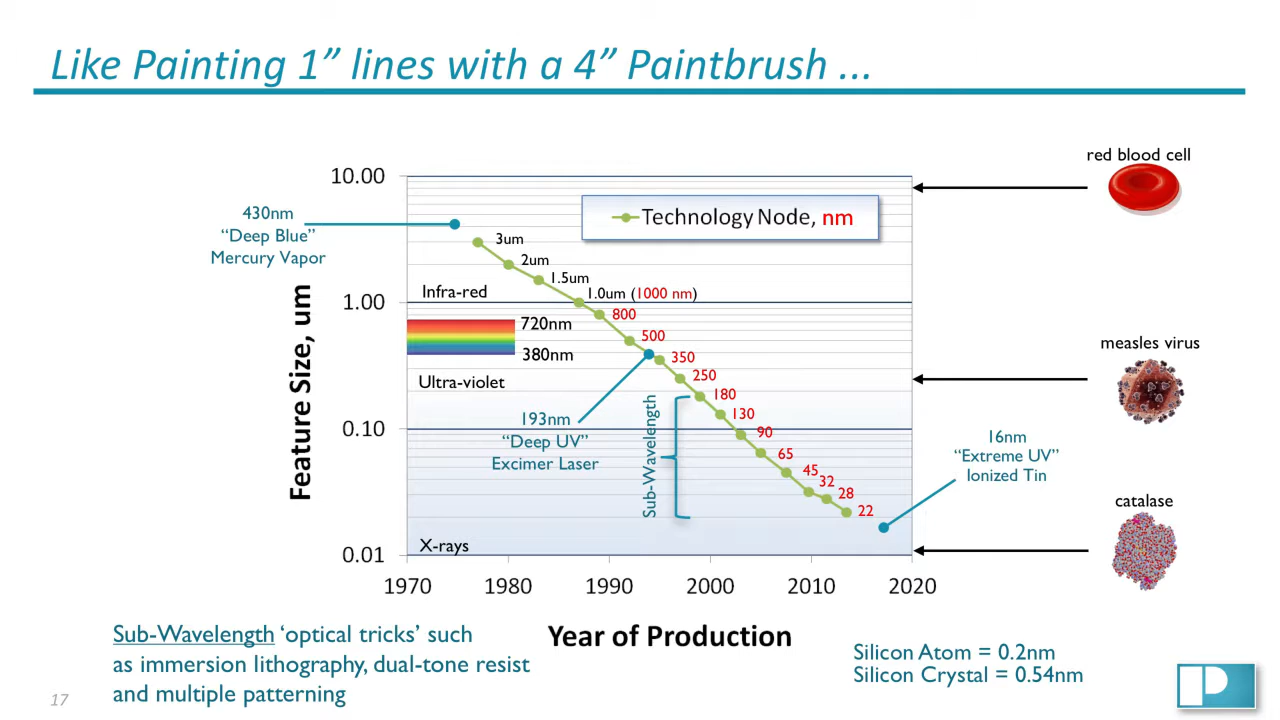 Like Painting 1” lines with a 4” Paintbrush ...
red blood cell
10.00
430nm
“Deep Blue”
Mercury Vapor
Technology Node, nm
3um
2um
1.5um
1.0um (1000 nm)
Infra-red
1.00
800
720nm
500
380nm
350
measles virus
250
Ultra-violet
180
130
193nm
“Deep UV”
Excimer Laser
Sub-Wavelength
0.10
90
65
45
32
28
22
16nm
“Extreme UV”
Ionized Tin
Feature Size, um
catalase
X-rays
0.01
1970 1980 1990 2000 2010 2020
Year of Production
Sub-Wavelength ‘optical tricks’ such
as immersion lithography, dual-tone resist
and multiple patterning
Silicon Atom = 0.2nm
Silicon Crystal = 0.54nm
17